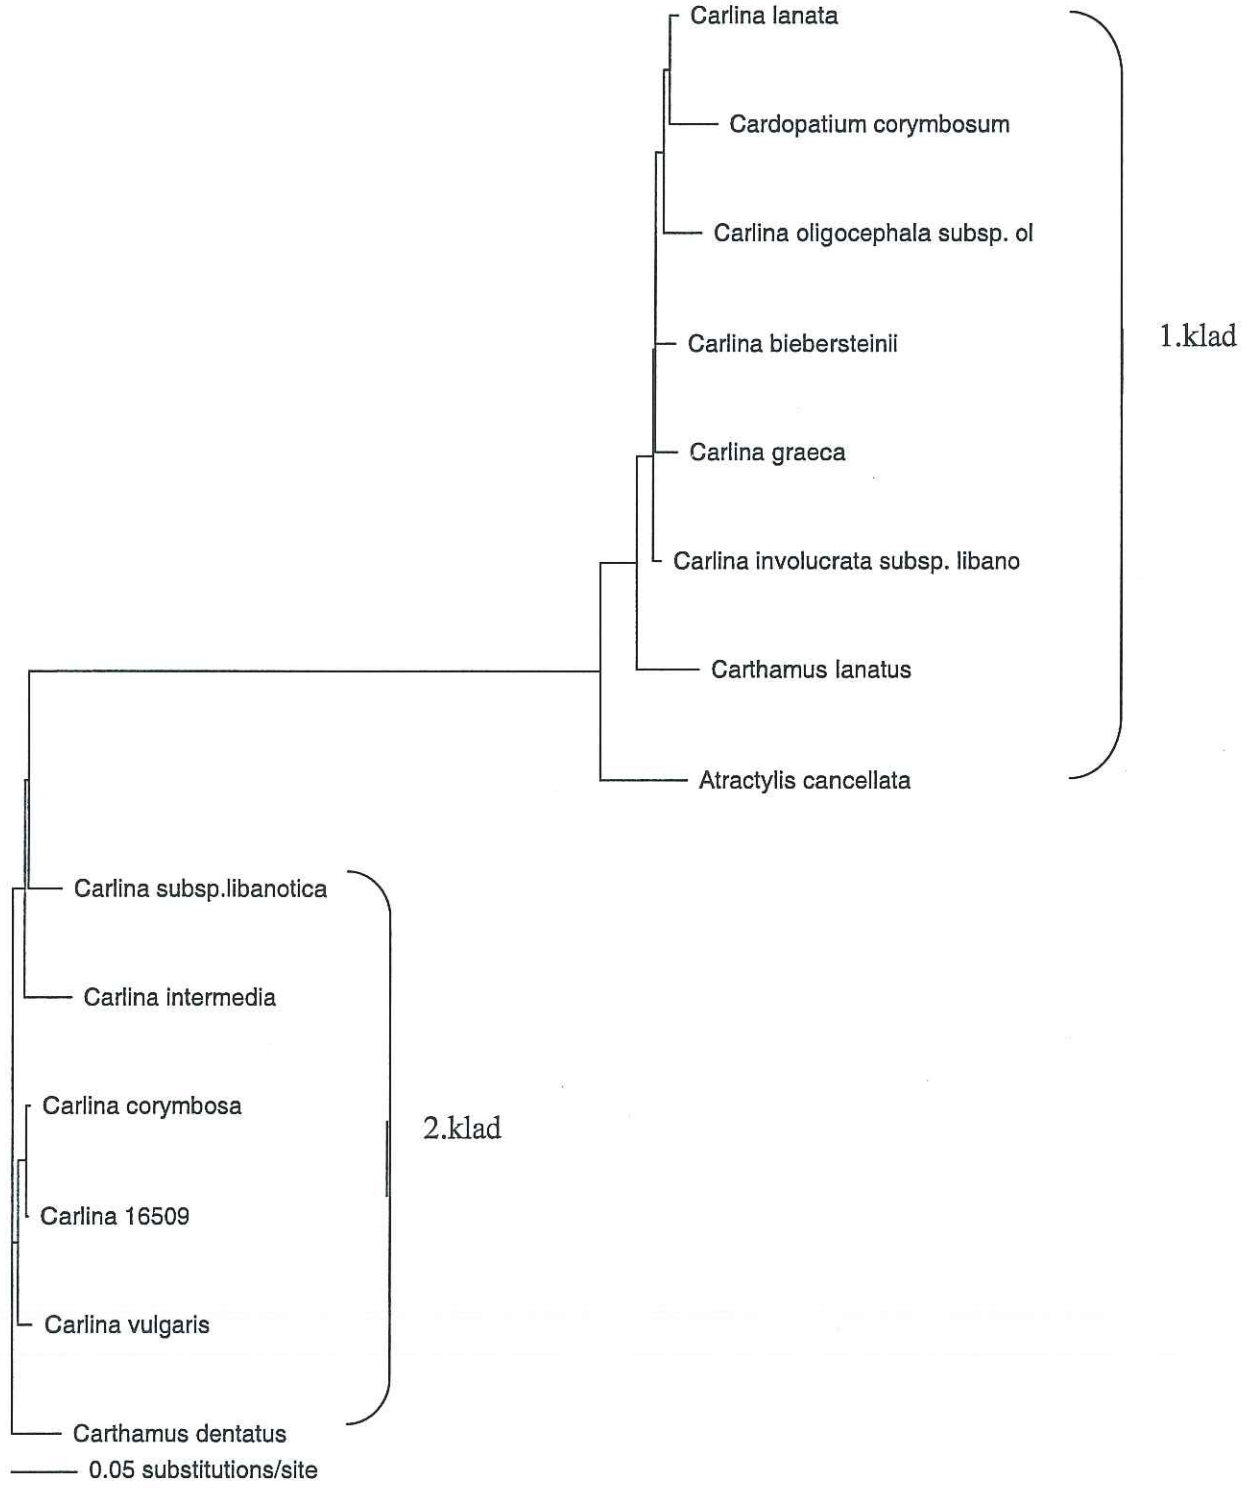 Carlina lanata
Cardopatium corymbosum
Carlina oligocephala subsp. ol
Carlina biebersteinii
1.klad
Carlina graeca
Carlina involucrata subsp. libano
Carthamus lanatus
Atractylis cancellata
Carlina subsp.libanotica
Carlina intermedia
Carlina corymbosa
2.klad
Carlina 16509
Carlina vulgaris
Carthamus dentatus
0.05 substitutions/site